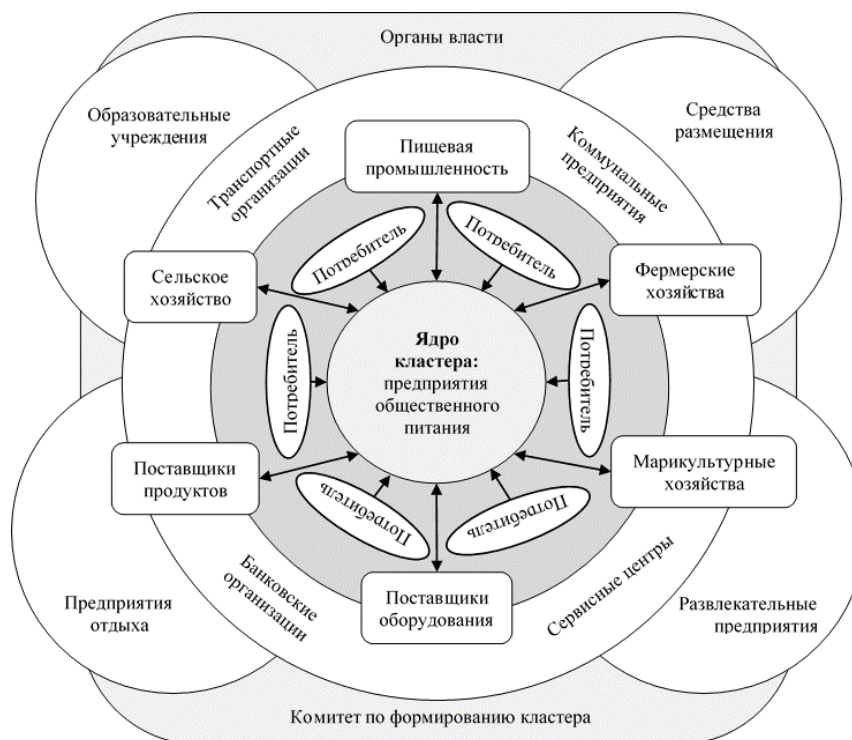 Органы власти
Образовательные
учреждения
Средства
размещения
Транспортные
организации
Коммунальные
предприятия
Пищевая
промышленность
Потребитель
Потребитель
Сельское
хозяйство
Фермерские
хозяйства
Потребитель
Ядро
кластера:
предприятия
общественного
питания
Потребитель
Поставщики
продуктов
Марикультурные
хозяйства
Потребитель
Потребитель
Банковские
организации
Поставщики
оборудования
Сервисные центры
Предприятия
отдыха
Развлекательные
предприятия
Комитет по формированию кластера